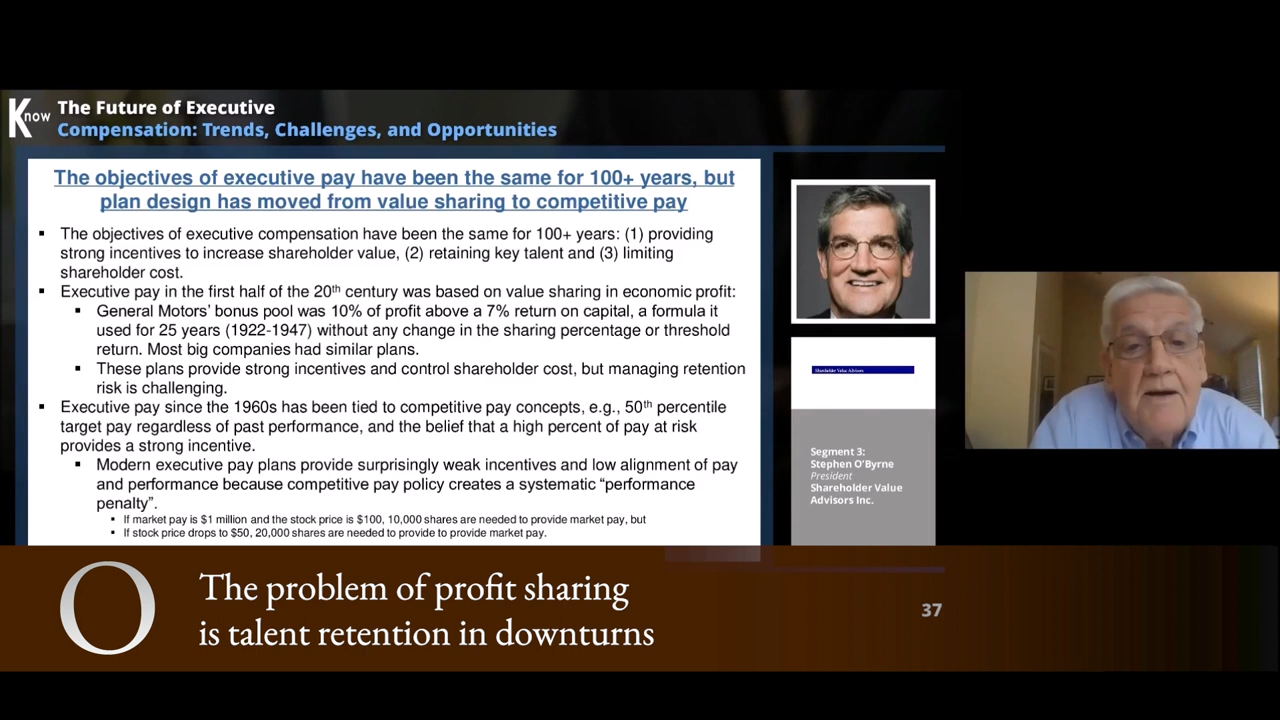 Know
The Future of Executive
Compensation: Trends, Challenges, and Opportunities
The objectives of executive pay have been the same for 100+ years, but
plan design has moved from value sharing to competitive pay
▪ The objectives of executive compensation have been the same for 100+ years: (1) providing
strong incentives to increase shareholder value, (2) retaining key talent and (3) limiting
shareholder cost.
▪ Executive pay in the first half of the 20th century was based on value sharing in economic profit:
▪ General Motors' bonus pool was 10% of profit above a 7% return on capital, a formula it
used for 25 years (1922-1947) without any change in the sharing percentage or threshold
return. Most big companies had similar plans.
▪ These plans provide strong incentives and control shareholder cost, but managing retention
risk is challenging.
▪ Executive pay since the 1960s has been tied to competitive pay concepts, e.g., 50th percentile
target pay regardless of past performance, and the belief that a high percent of pay at risk
provides a strong incentive.
▪ Modern executive pay plans provide surprisingly weak incentives and low alignment of pay
and performance because competitive pay policy creates a systematic “performance
penalty”.
▪ If market pay is $1 million and the stock price is $100, 10,000 shares are needed to provide market pay, but
▪ If stock price drops to $50, 20,000 shares are needed to provide to provide market pay.
Shareholder Value Advisors
Segment 3:
Stephen O'Byrne
President
Shareholder Value
Advisors Inc.
O
The problem of profit sharing
is talent retention in downturns
37